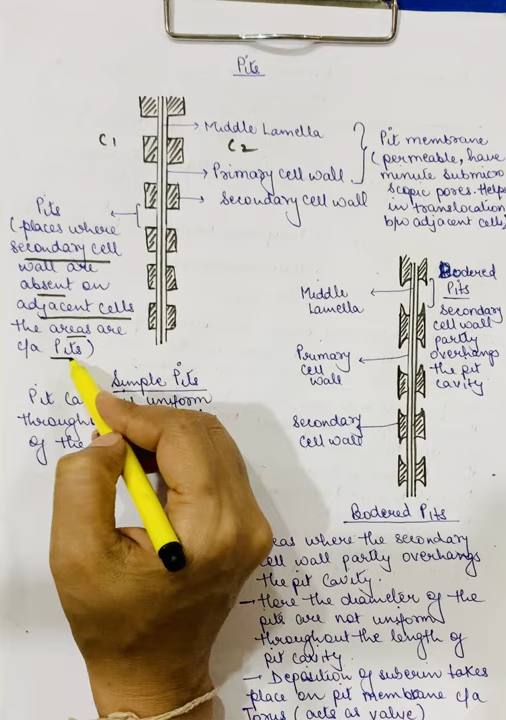 Pits
C1
C2
Middle Lamella
Primary cell wall
Secondary cell wall
Pit membrane
(permeable, have
minute submicro
scopic pores. Helps
in translocation
b/w adjacent cells)
Pits
(places where
secondary cell
wall are
absent on
adjacent cells
the areas are
c/a Pits)
Simple Pits
Pit uniform
of the
Middle
Lamella
Primary
cell
wall
Secondary
cell wall
Bodered
Pits
Secondary
cell wall
partly
overhangs
the pit
cavity
Bodered Pits
where the secondary
cell wall partly overhangs
the pit cavity.
→ Here the diameter of the
pits are not uniform
throughout the length of
pit cavity.
→ Deposition of suberin takes
place on pit membrane c/a
Torus (acts as valve)